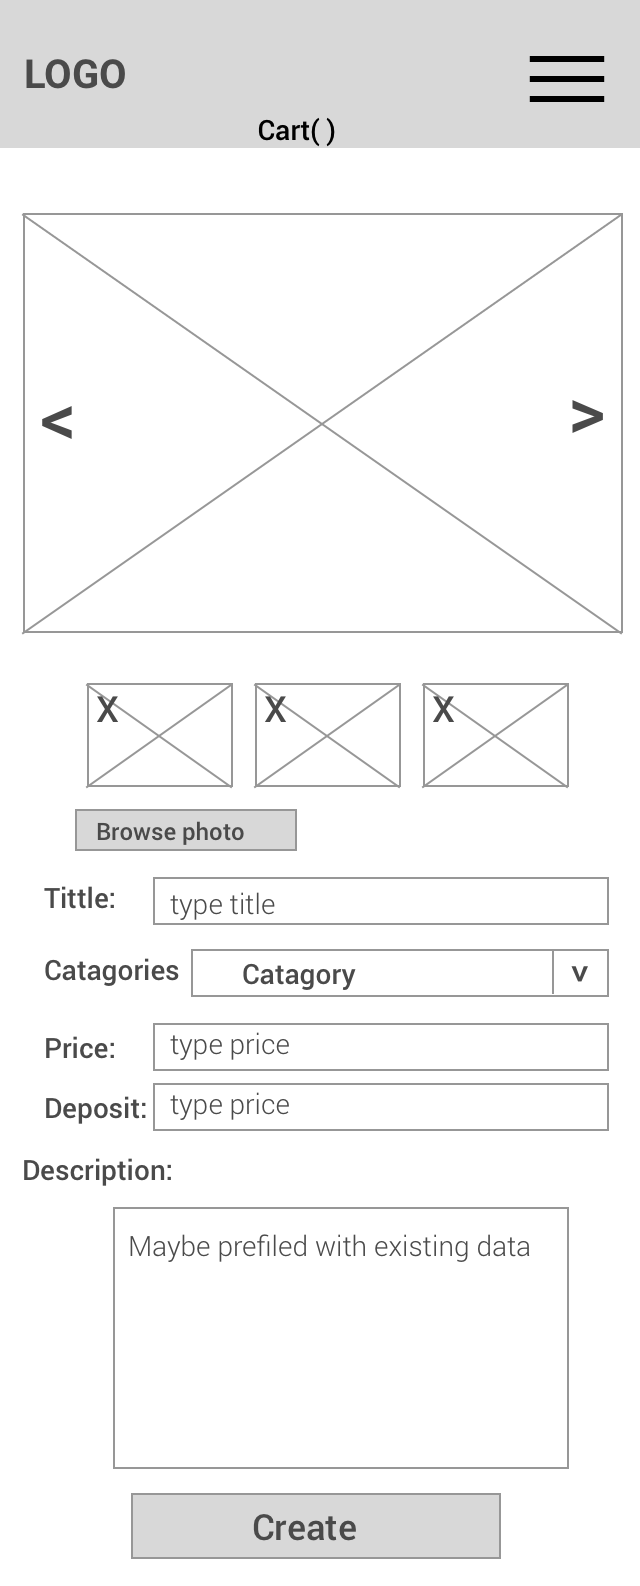 LOGO
Cart( )
<
>
X X X
Browse photo
Tittle: type title
Catagories Catagory v
Price: type price
Deposit: type price
Description:
Maybe prefiled with existing data
Create